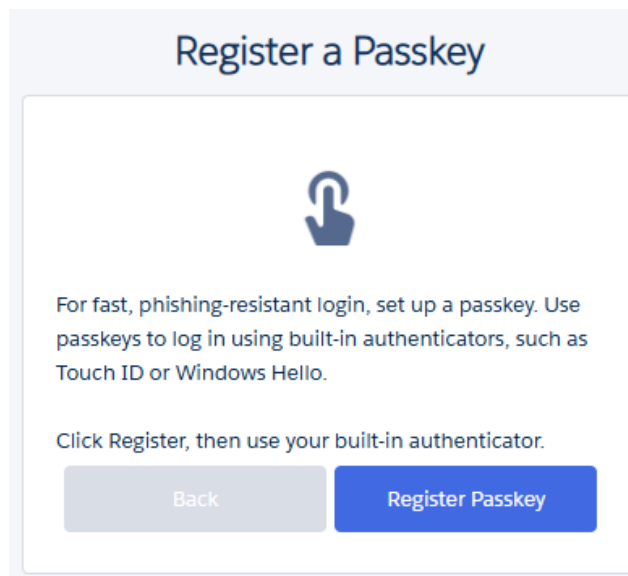 Register a Passkey
For fast, phishing-resistant login, set up a passkey. Use
passkeys to log in using built-in authenticators, such as
Touch ID or Windows Hello.
Click Register, then use your built-in authenticator.
Back
Register Passkey